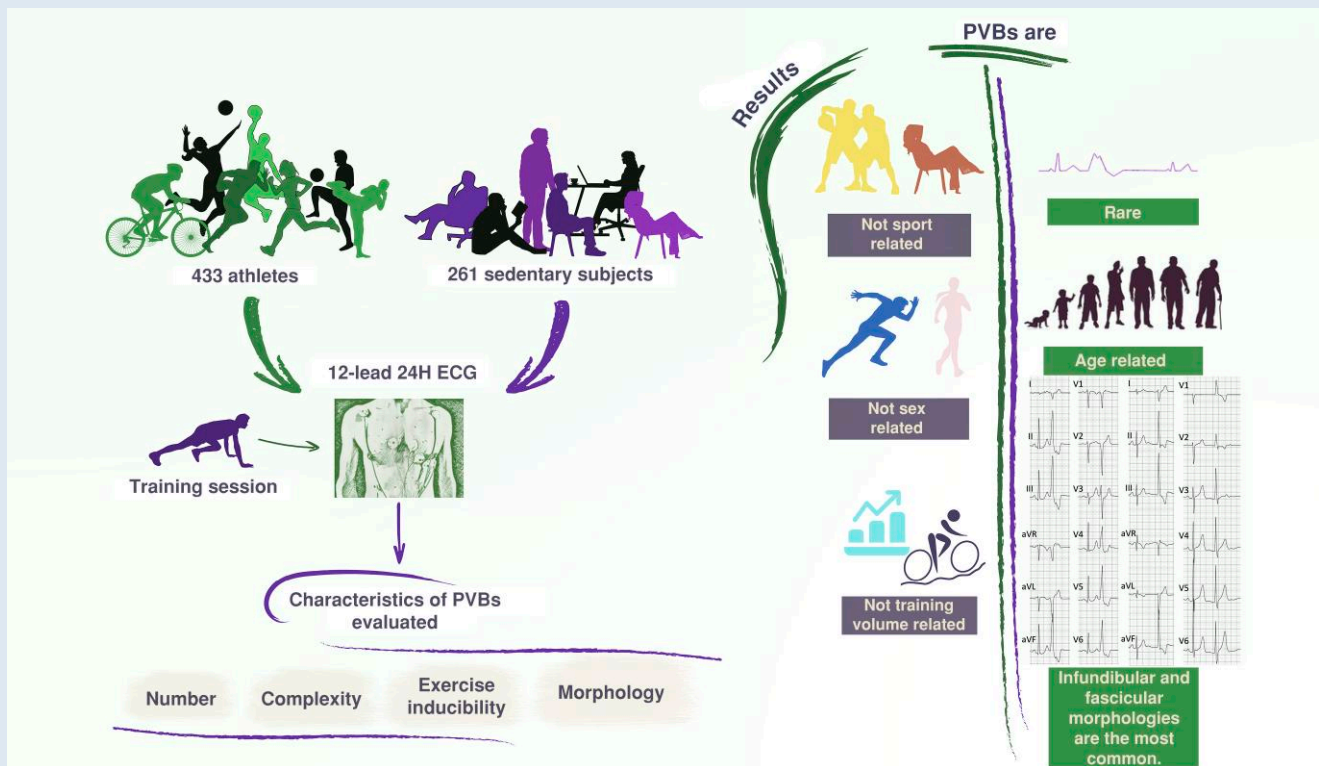 433 athletes
261 sedentary subjects
12-lead 24H ECG
Training session
Characteristics of PVBs
evaluated
Number
Complexity
Exercise
inducibility
Morphology
Results
Not sport
related
Not sex
related
Not training
volume related
PVBs are
Rare
Age related
I
V1
I
V1
II
V2
II
V2
III
V3
III
V3
aVR
V4
aVR
V4
aVL
V5
aVL
V5
aVF
V6
aVF
V6
Infundibular and
fascicular
morphologies
are the most
common.